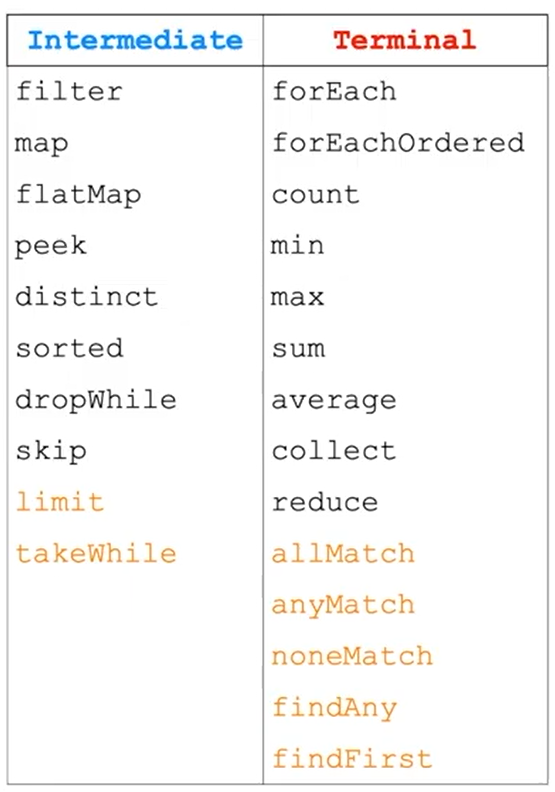 Intermediate Terminal
filter forEach
map forEachOrdered
flatMap count
peek min
distinct max
sorted sum
dropWhile average
skip collect
limit reduce
takeWhile allMatch
anyMatch
noneMatch
findAny
findFirst